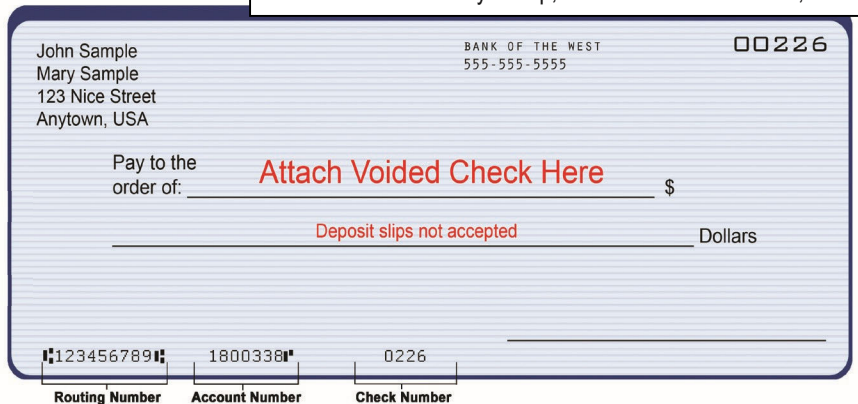 John Sample
Mary Sample
123 Nice Street
Anytown, USA
BANK OF THE WEST
555-555-5555
00226
Pay to the
order of:
Attach Voided Check Here
$
Deposit slips not accepted
Dollars
⑆123456789⑆ 1800338⑈ 0226
Routing Number Account Number Check Number